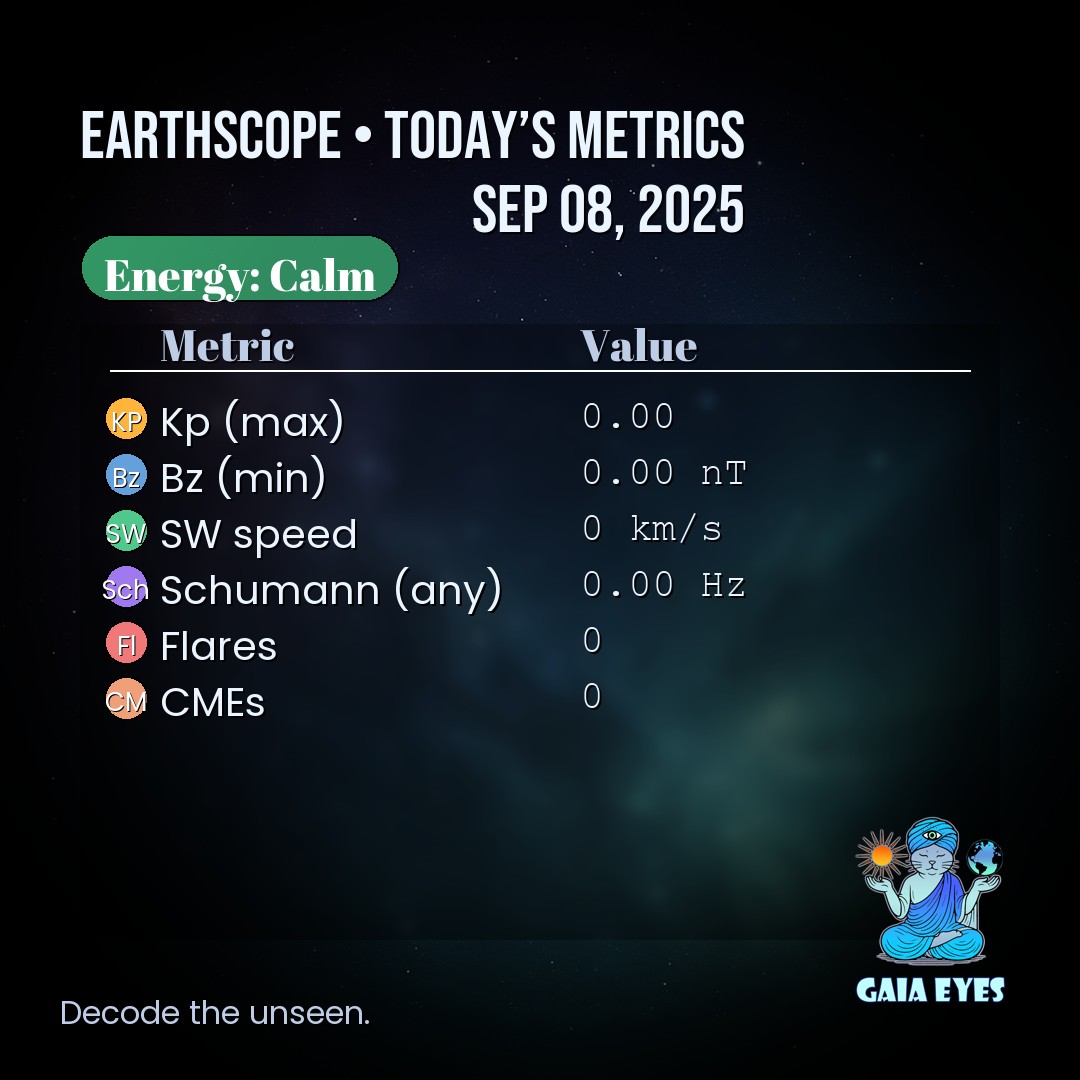 EARTHSCOPE • TODAY’S METRICS
SEP 08, 2025
Energy: Calm
Metric Value
KP Kp (max) 0.00
Bz Bz (min) 0.00 nT
SW SW speed 0 km/s
Sch Schumann (any) 0.00 Hz
Fl Flares 0
CM CMEs 0
GAIA EYES
Decode the unseen.